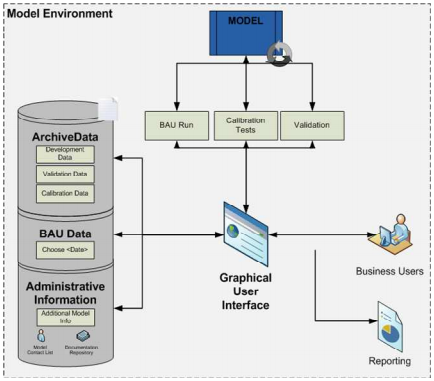 Model Environment
MODEL
BAU Run
Calibration
Tests
Validation
ArchiveData
Development
Data
Validation Data
Calibration Data
BAU Data
Choose <Date>
Administrative
Information
Additional Model
Info
Model
Contact List
Documentation
Repository
Graphical
User
Interface
Business Users
Reporting